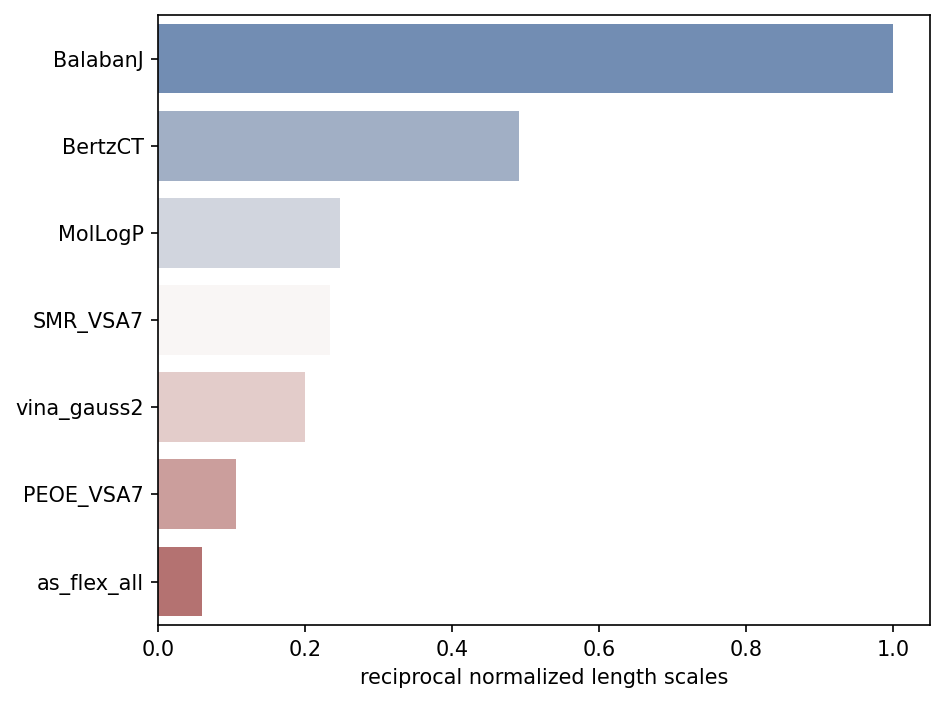 BalabanJ
BertzCT
MolLogP
SMR_VSA7
vina_gauss2
PEOE_VSA7
as_flex_all
0.0 0.2 0.4 0.6 0.8 1.0
reciprocal normalized length scales